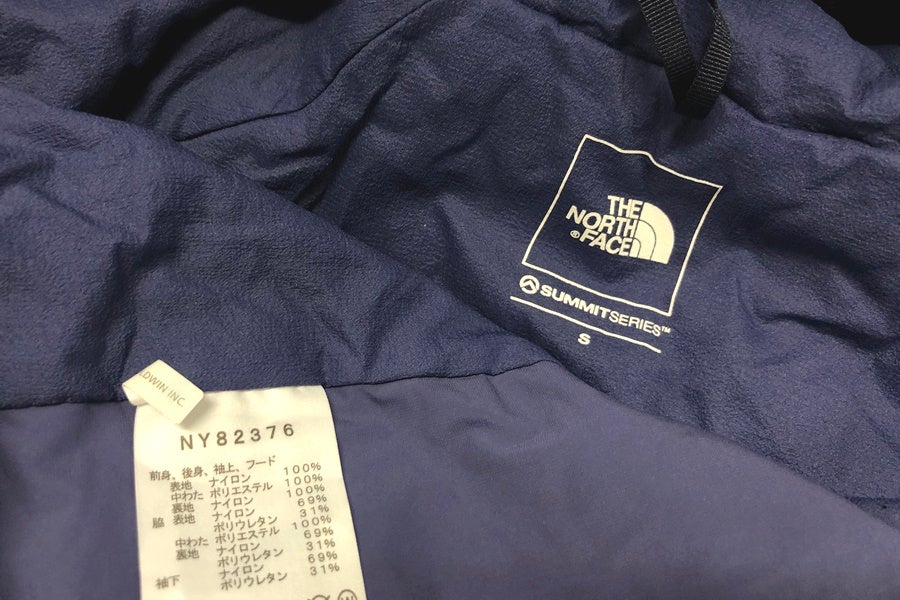 THE
NORTH
FACE®
SUMMIT SERIES™
S
LDWIN INC
NY82376
前身、後身、袖上、フード
表地 ナイロン 100%
中わた ポリエステル 100%
裏地 ナイロン 100%
脇 表地 ナイロン 69%
ポリウレタン 31%
中わた ポリエステル 100%
裏地 ナイロン 69%
ポリウレタン 31%
袖下 ナイロン 69%
ポリウレタン 31%